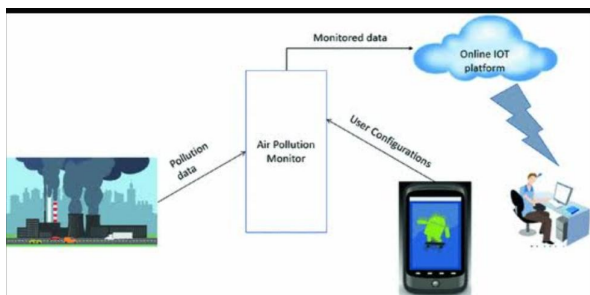 Monitored data
Online IOT
platform
Air Pollution
Monitor
Pollution
data
User Configurations